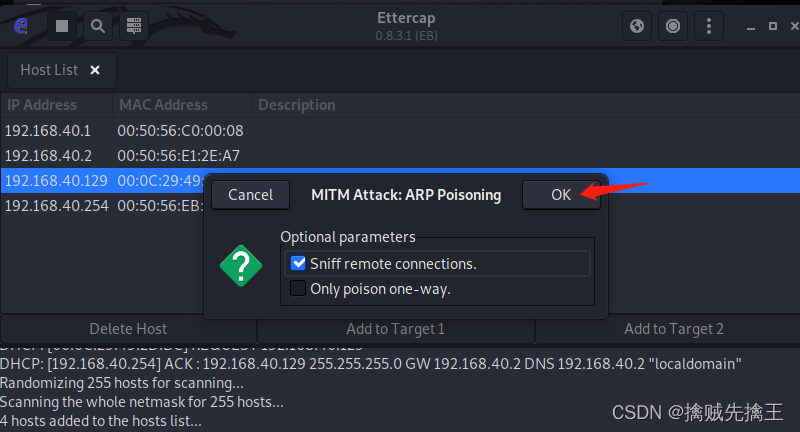 Ettercap
0.8.3.1 (EB)
Host List
IP Address MAC Address Description
192.168.40.1 00:50:56:C0:00:08
192.168.40.2 00:50:56:E1:2E:A7
192.168.40.129 00:0C:29:49:
192.168.40.254 00:50:56:EB:
Cancel MITM Attack: ARP Poisoning OK
Optional parameters
Sniff remote connections.
Only poison one-way.
Delete Host Add to Target 1 Add to Target 2
DHCP: [192.168.40.254] ACK : 192.168.40.129 255.255.255.0 GW 192.168.40.2 DNS 192.168.40.2 "localdomain"
Randomizing 255 hosts for scanning...
Scanning the whole netmask for 255 hosts...
4 hosts added to the hosts list...
CSDN @擒贼先擒王